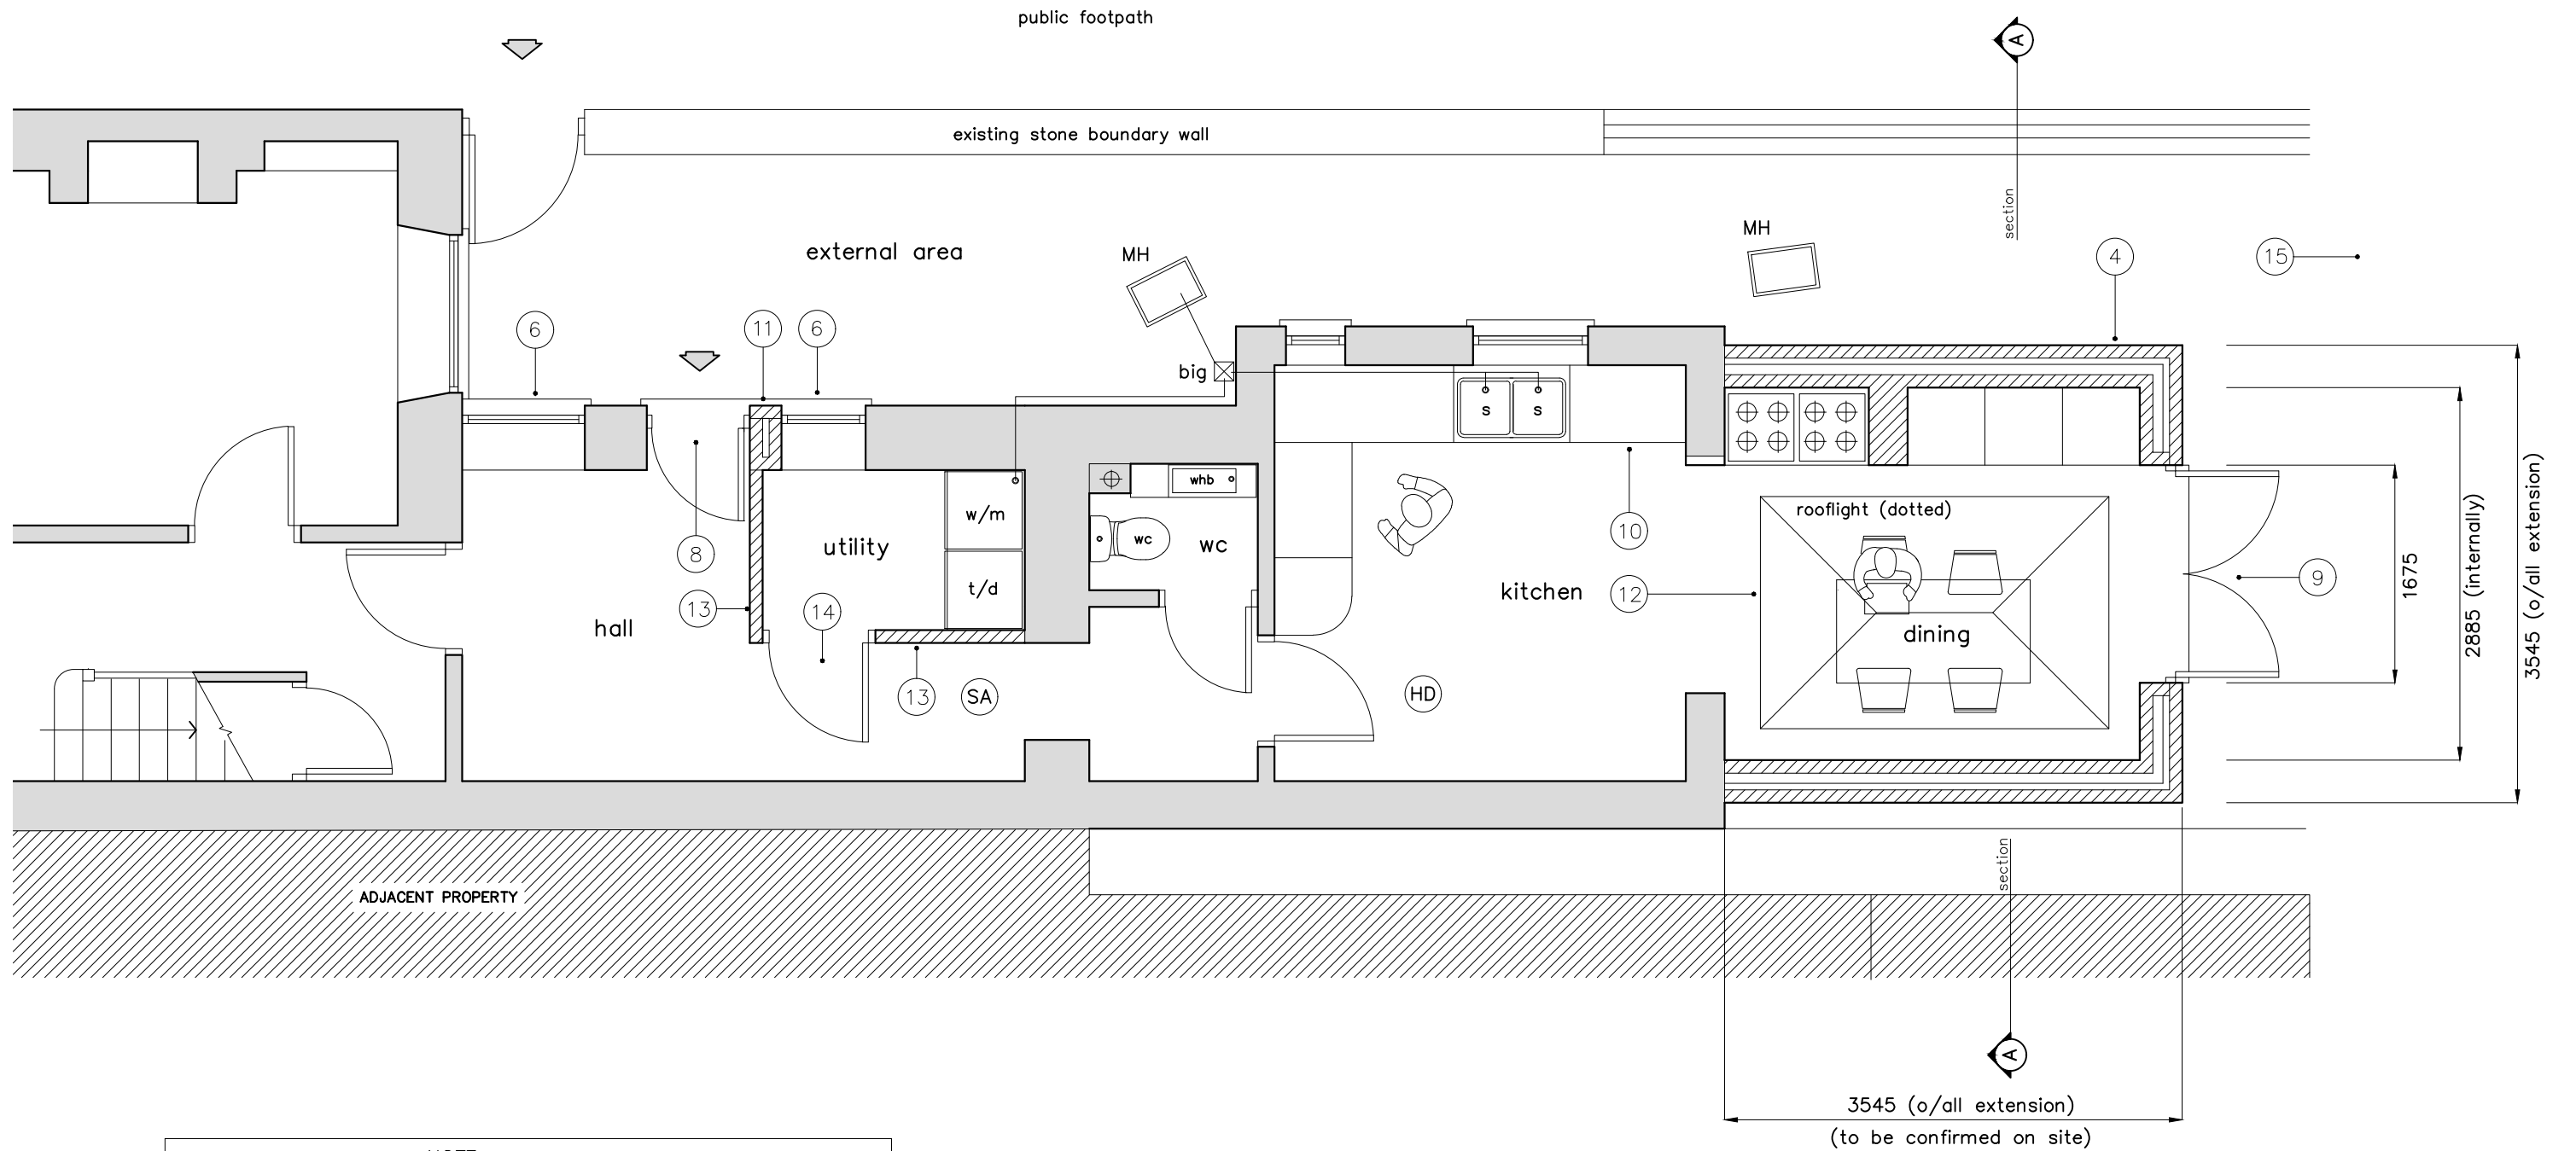 public footpath
A
existing stone boundary wall
section
MH
external area
MH
4
15
6
11
6
big
s
s
whb
w/m
rooflight (dotted)
10
utility
wc
wc
8
9
1675
2885 (internally)
3545 (o/all extension)
t/d
kitchen
12
13
14
hall
dining
13
SA
HD
section
ADJACENT PROPERTY
A
3545 (o/all extension)
(to be confirmed on site)